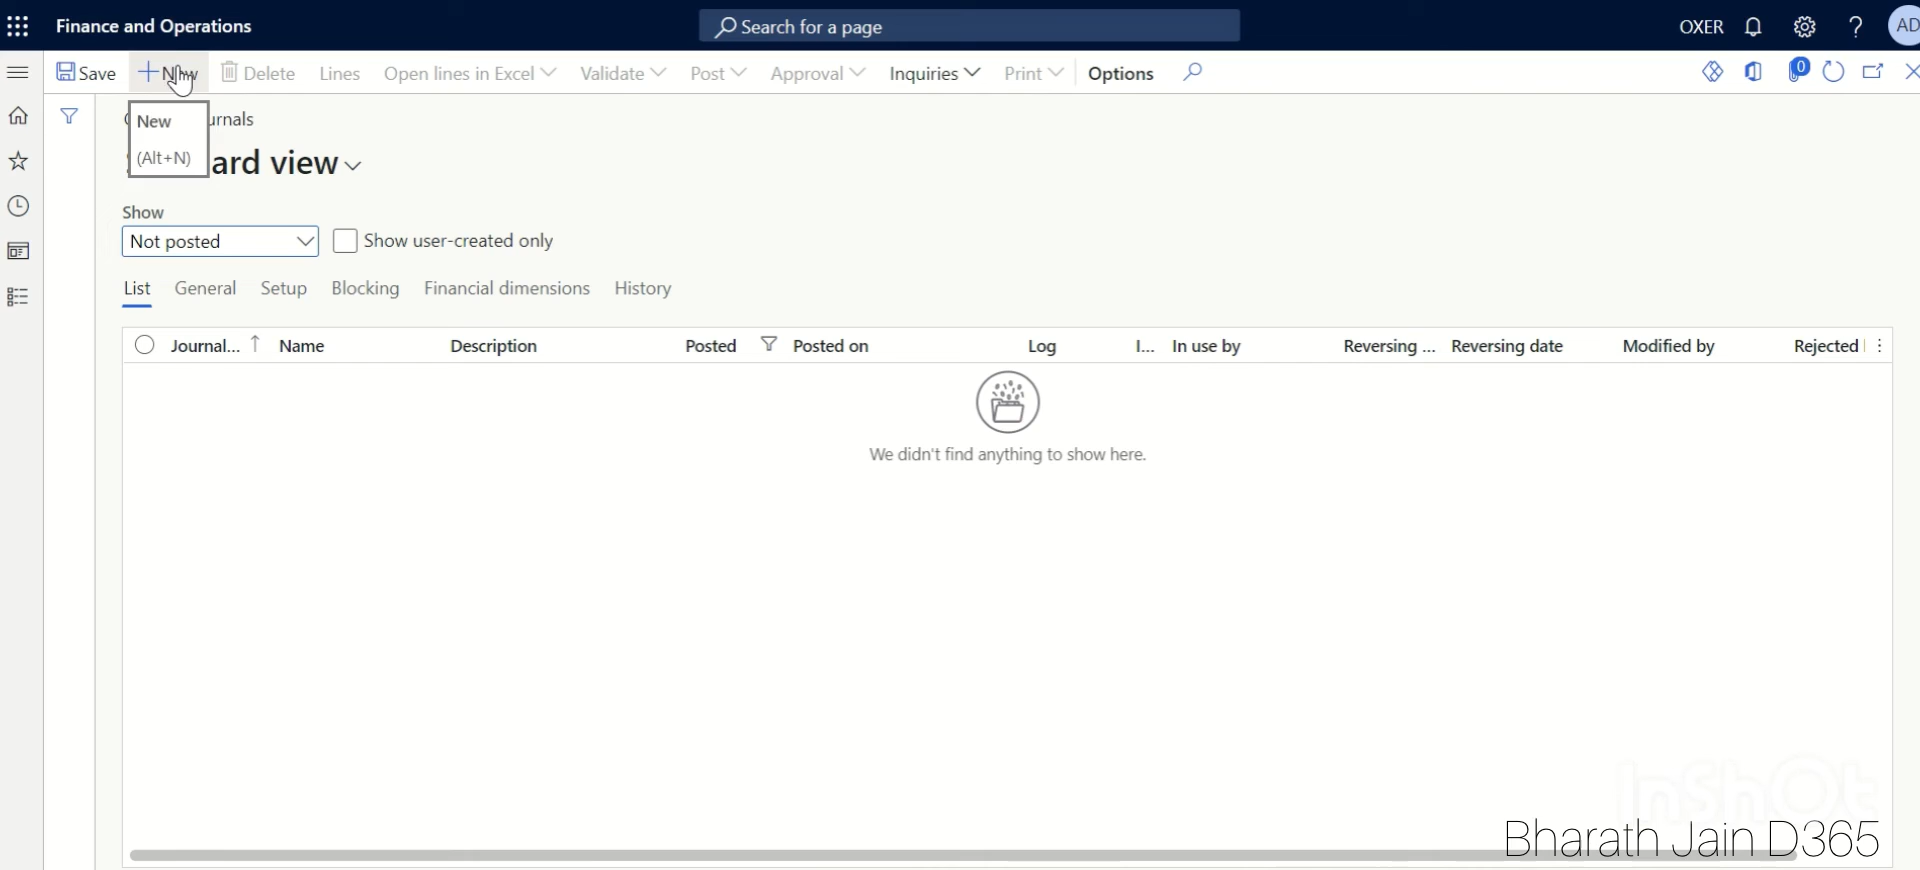 Finance and Operations
Search for a page
OXER
?
AD
Save
New
Delete
Lines
Open lines in Excel
Validate
Post
Approval
Inquiries
Print
Options
0
New
(Alt+N)
urnals
ard view
Show
Not posted
Show user-created only
List
General
Setup
Blocking
Financial dimensions
History
Journal...
Name
Description
Posted
Posted on
Log
I...
In use by
Reversing ...
Reversing date
Modified by
Rejected
We didn't find anything to show here.
InShOt
Bharath Jain D365